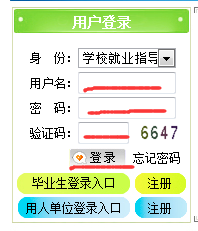 用户登录
身 份： 学校就业指导
用户名：
密 码：
验证码： 6647
登录 忘记密码
毕业生登录入口 注册
用人单位登录入口 注册